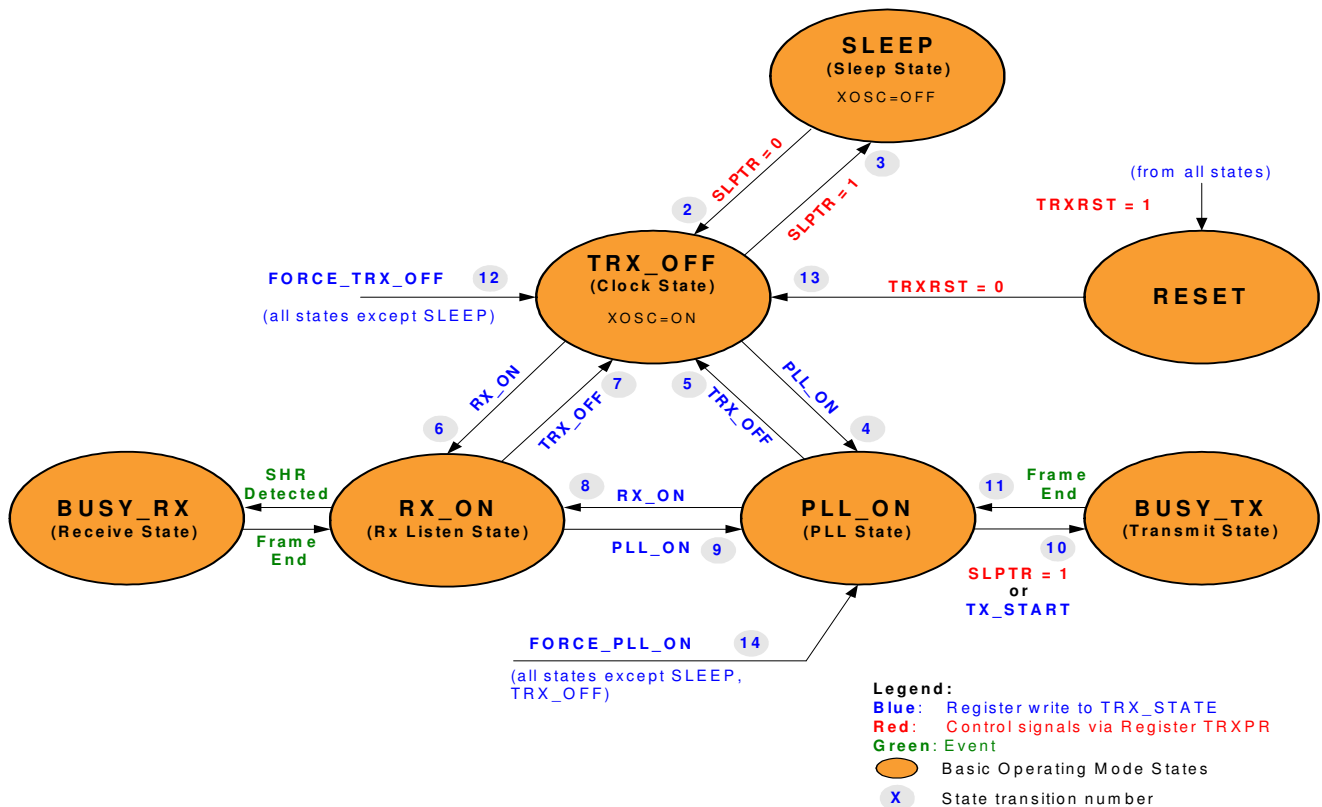 SLEEP
(Sleep State)
XOSC=OFF
SLPTR = 0
3
SLPTR = 1
2
(from all states)
TRXRST = 1
TRX_OFF
(Clock State)
XOSC=ON
FORCE_TRX_OFF
12
(all states except SLEEP)
13
TRXRST = 0
RESET
RX_ON
7
TRX_OFF
6
5
TRX_OFF
PLL_ON
4
BUSY_RX
(Receive State)
SHR
Detected
Frame
End
RX_ON
(Rx Listen State)
8
RX_ON
PLL_ON
9
PLL_ON
(PLL State)
11
Frame
End
10
SLPTR = 1
or
TX_START
BUSY_TX
(Transmit State)
FORCE_PLL_ON
14
(all states except SLEEP,
TRX_OFF)
Legend:
Blue: Register write to TRX_STATE
Red: Control signals via Register TRXPR
Green: Event
Basic Operating Mode States
X State transition number